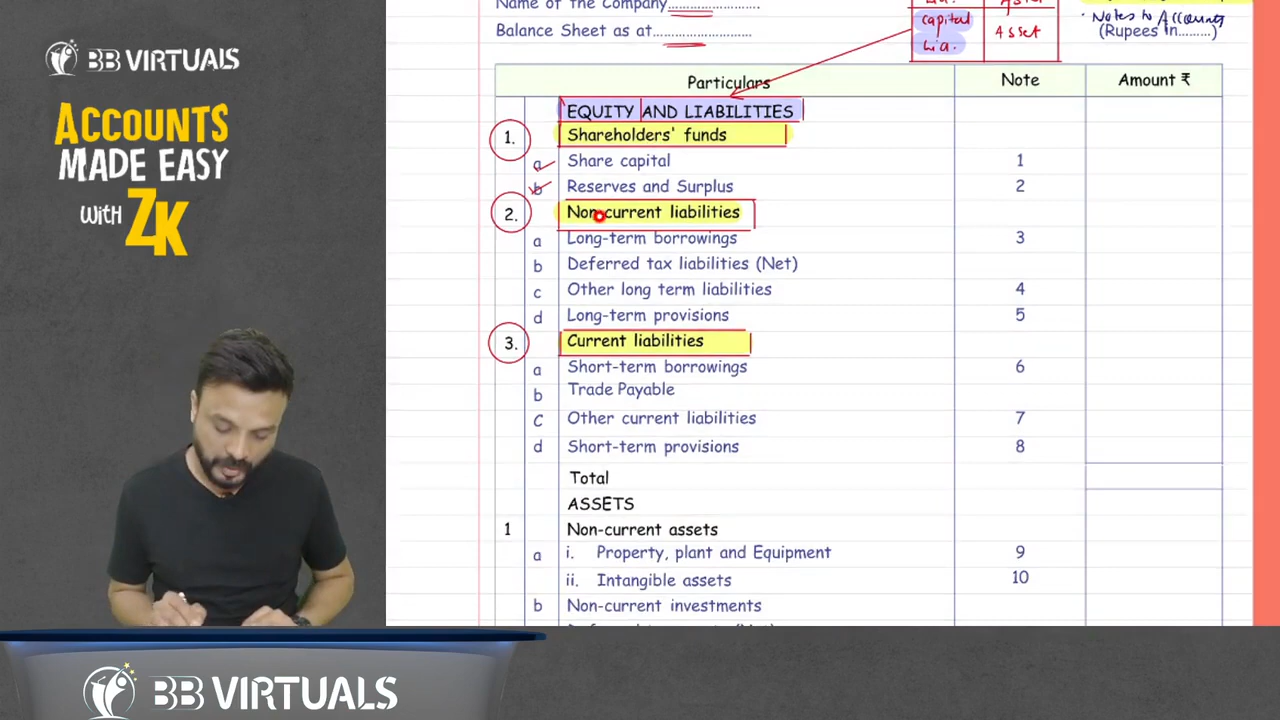 BB VIRTUALS
ACCOUNTS
MADE EASY
with ZK
Name of the Company....................
Balance Sheet as at......................
capital
Lia.
Asset
Notes to Accounts
(Rupees in.........)
Particulars Note Amount ₹
EQUITY AND LIABILITIES
1. Shareholders' funds
a Share capital 1
b Reserves and Surplus 2
2. Non-current liabilities
a Long-term borrowings 3
b Deferred tax liabilities (Net)
c Other long term liabilities 4
d Long-term provisions 5
3. Current liabilities
a Short-term borrowings 6
b Trade Payable
C Other current liabilities 7
d Short-term provisions 8
Total
ASSETS
1 Non-current assets
a i. Property, plant and Equipment 9
ii. Intangible assets 10
b Non-current investments
BB VIRTUALS